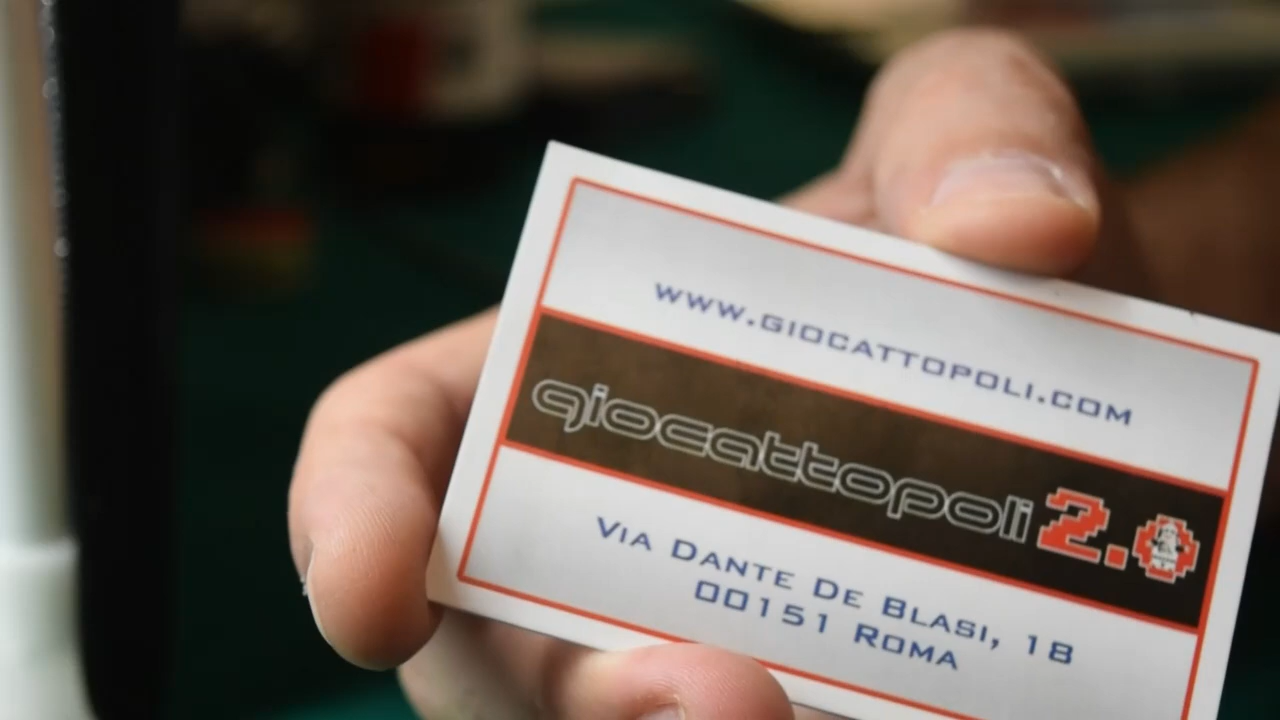 WWW.GIOCATTOPOLI.COM
giocattopoli 2.0
VIA DANTE DE BLASI, 18
00151 ROMA